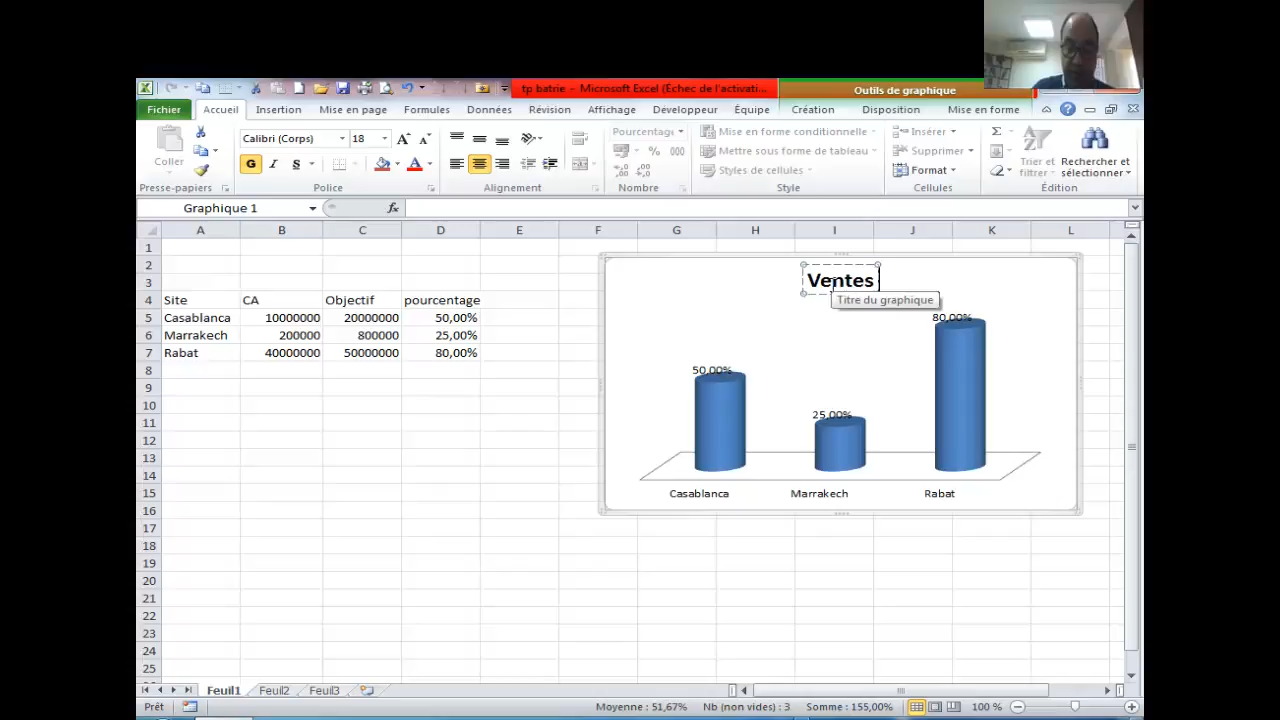 tp batrie – Microsoft Excel (Échec de l'activati...
Outils de graphique
Fichier Accueil Insertion Mise en page Formules Données Révision Affichage Développeur Équipe Création Disposition Mise en forme en page
Coller
Presse-papiers
Calibri (Corps) 18
G I S
Police
Alignement
Pourcentage
% 000
Nombre
Mise en forme conditionnelle
Mettre sous forme de tableau
Styles de cellules
Style
Insérer
Supprimer
Format
Cellules
Σ
Trier et filtrer
Rechercher et sélectionner
Édition
Graphique 1 fx
A B C D E F G H I J K L
1
2
3
4 Site CA Objectif pourcentage
5 Casablanca 10000000 20000000 50,00%
6 Marrakech 200000 800000 25,00%
7 Rabat 40000000 50000000 80,00%
8
9
10
11
12
13
14
15
16
17
18
19
20
21
22
23
24
25
Ventes
Titre du graphique
80,00%
50,00%
25,00%
Casablanca Marrakech Rabat
Feuil1 Feuil2 Feuil3
Prêt Moyenne : 51,67% Nb (non vides) : 3 Somme : 155,00% 100 %